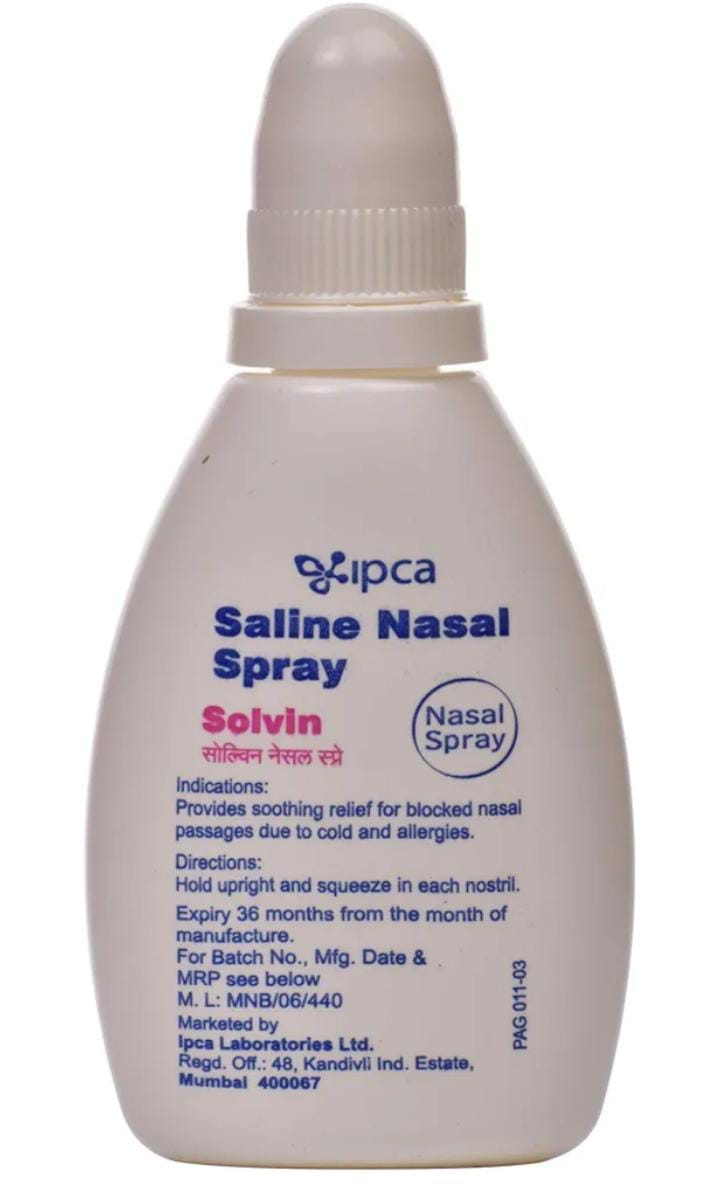 ıpca
Saline Nasal
Spray
Solvin
सोल्विन नेसल स्प्रे
Nasal
Spray
Indications:
Provides soothing relief for blocked nasal
passages due to cold and allergies.
Directions:
Hold upright and squeeze in each nostril.
Expiry 36 months from the month of
manufacture.
For Batch No., Mfg. Date &
MRP see below
M. L: MNB/06/440
Marketed by
Ipca Laboratories Ltd.
Regd. Off.: 48, Kandivli Ind. Estate,
Mumbai 400067
PAG 011-03